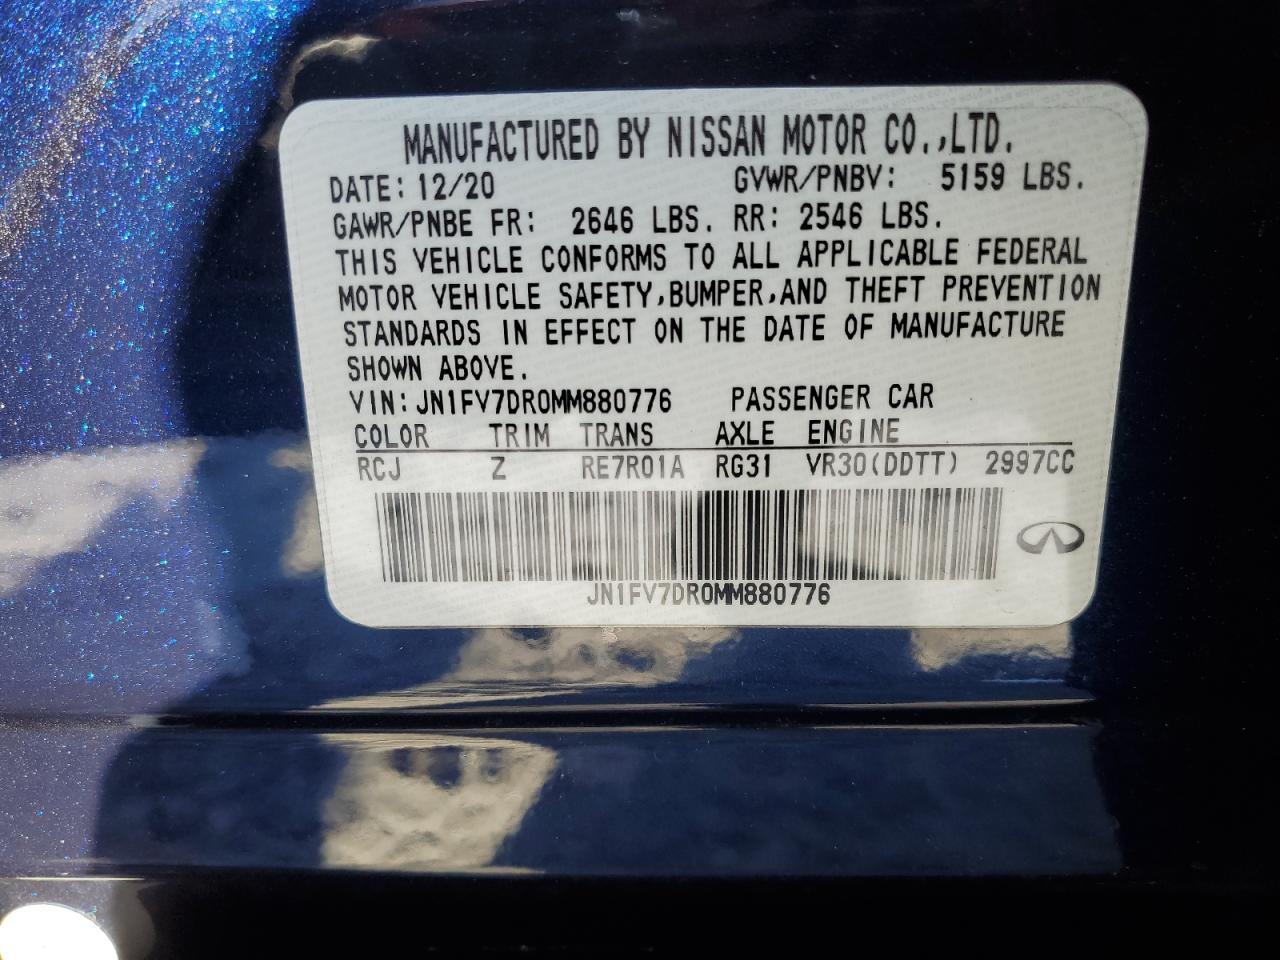 MANUFACTURED BY NISSAN MOTOR CO.,LTD.
DATE: 12/20 GVWR/PNBV: 5159 LBS.
GAWR/PNBE FR: 2646 LBS. RR: 2546 LBS.
THIS VEHICLE CONFORMS TO ALL APPLICABLE FEDERAL
MOTOR VEHICLE SAFETY,BUMPER,AND THEFT PREVENTION
STANDARDS IN EFFECT ON THE DATE OF MANUFACTURE
SHOWN ABOVE.
VIN: JN1FV7DR0MM880776 PASSENGER CAR
COLOR TRIM TRANS AXLE ENGINE
RCJ Z RE7R01A RG31 VR30(DDTT) 2997CC
JN1FV7DR0MM880776